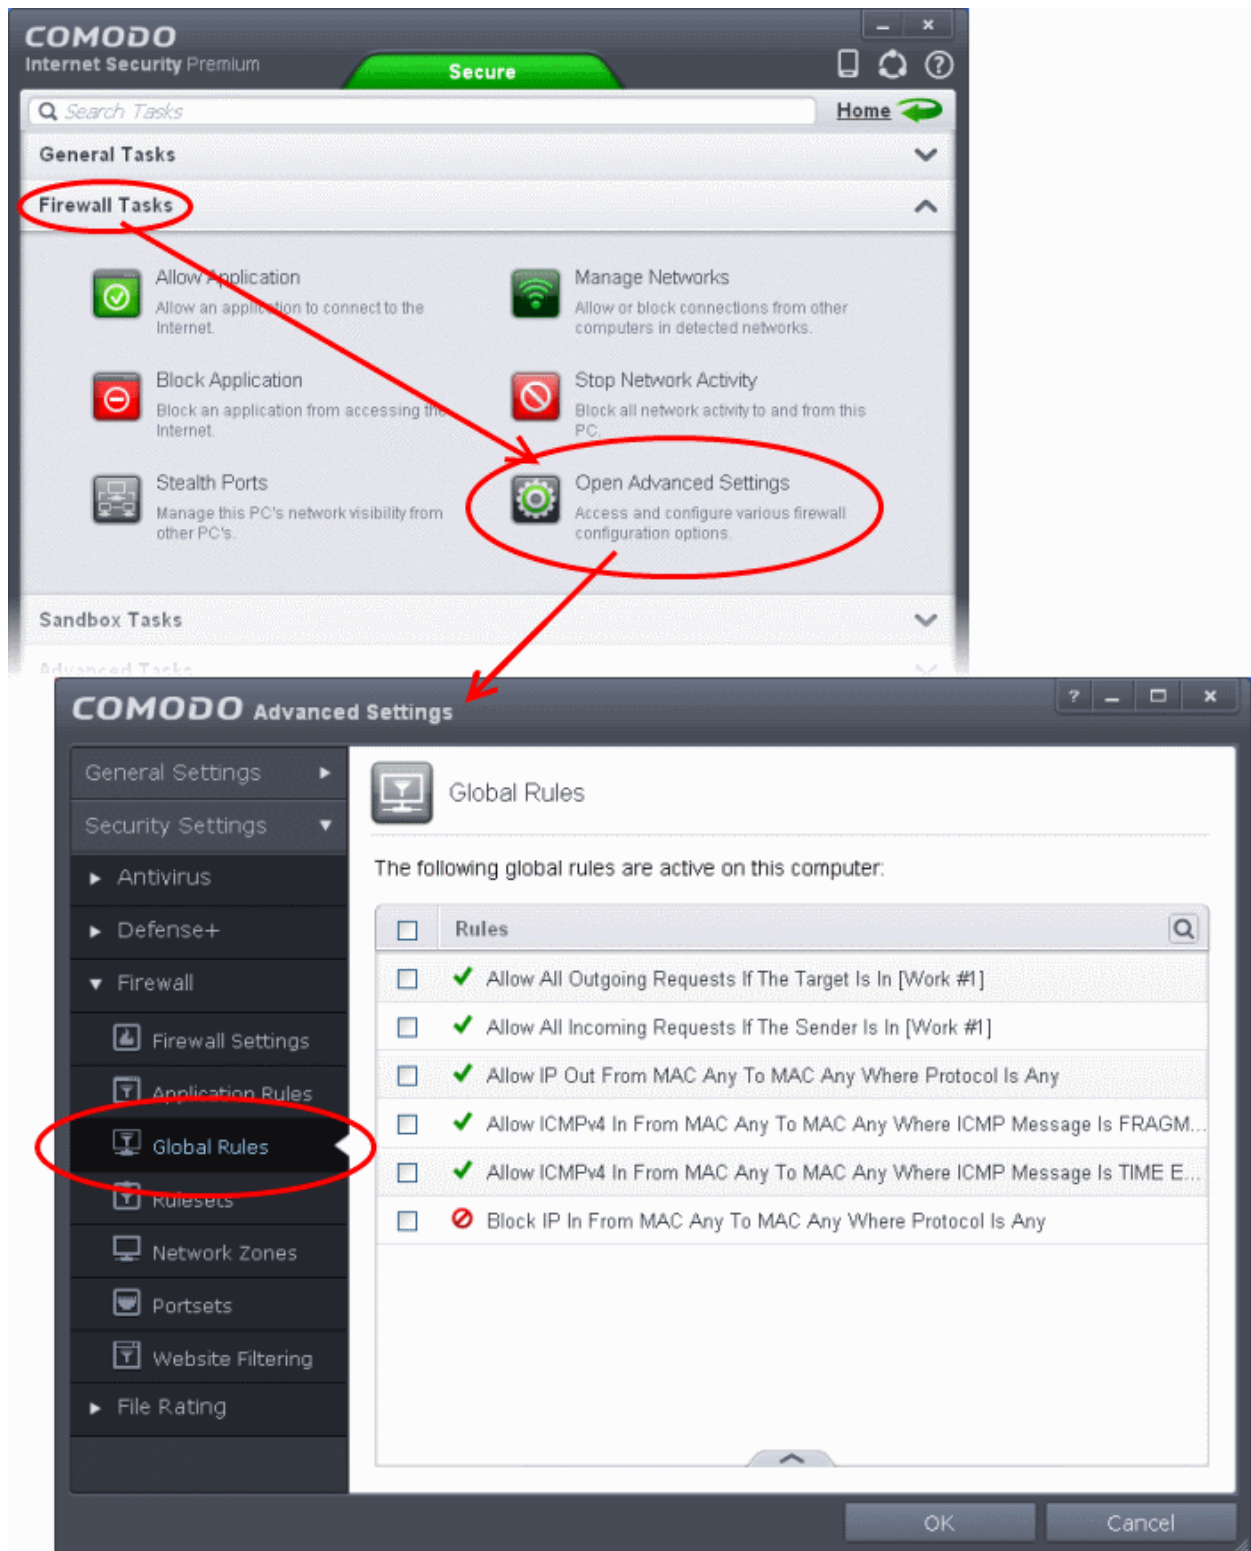 COMODO
Internet Security Premium
Secure
Search Tasks
Home
General Tasks
Firewall Tasks
Allow Application
Allow an application to connect to the
Internet.
Manage Networks
Allow or block connections from other
computers in detected networks.
Block Application
Block an application from accessing the
Internet.
Stop Network Activity
Block all network activity to and from this
PC.
Stealth Ports
Manage this PC's network visibility from
other PC's.
Open Advanced Settings
Access and configure various firewall
configuration options.
Sandbox Tasks
Advanced Tasks
COMODO Advanced Settings
General Settings
Security Settings
Antivirus
Defense+
Firewall
Firewall Settings
Application Rules
Global Rules
Rulesets
Network Zones
Portsets
Website Filtering
File Rating
Global Rules
The following global rules are active on this computer:
Rules
Allow All Outgoing Requests If The Target Is In [Work #1]
Allow All Incoming Requests If The Sender Is In [Work #1]
Allow IP Out From MAC Any To MAC Any Where Protocol Is Any
Allow ICMPv4 In From MAC Any To MAC Any Where ICMP Message Is FRAGM...
Allow ICMPv4 In From MAC Any To MAC Any Where ICMP Message Is TIME E...
Block IP In From MAC Any To MAC Any Where Protocol Is Any
OK
Cancel